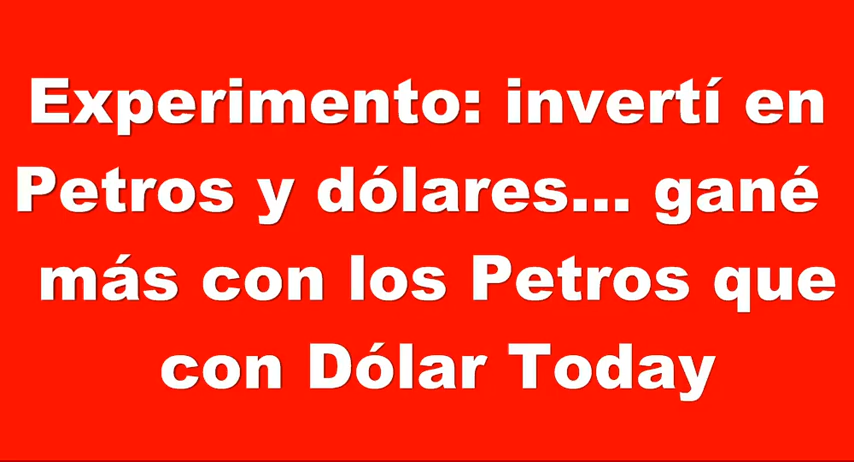 Experimento: invertí en
Petros y dólares... gané
más con los Petros que
con Dólar Today